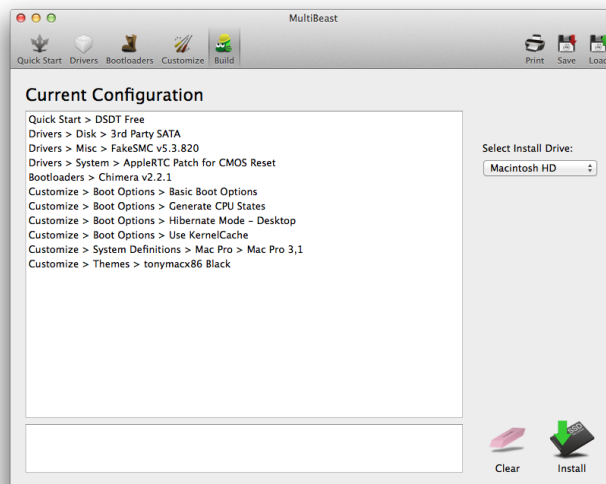 MultiBeast
Quick Start Drivers Bootloaders Customize Build Print Save Load
Current Configuration
Quick Start > DSDT Free
Drivers > Disk > 3rd Party SATA
Drivers > Misc > FakeSMC v5.3.820
Drivers > System > AppleRTC Patch for CMOS Reset
Bootloaders > Chimera v2.2.1
Customize > Boot Options > Basic Boot Options
Customize > Boot Options > Generate CPU States
Customize > Boot Options > Hibernate Mode - Desktop
Customize > Boot Options > Use KernelCache
Customize > System Definitions > Mac Pro > Mac Pro 3,1
Customize > Themes > tonymacx86 Black
Select Install Drive:
Macintosh HD
SSD
Clear Install